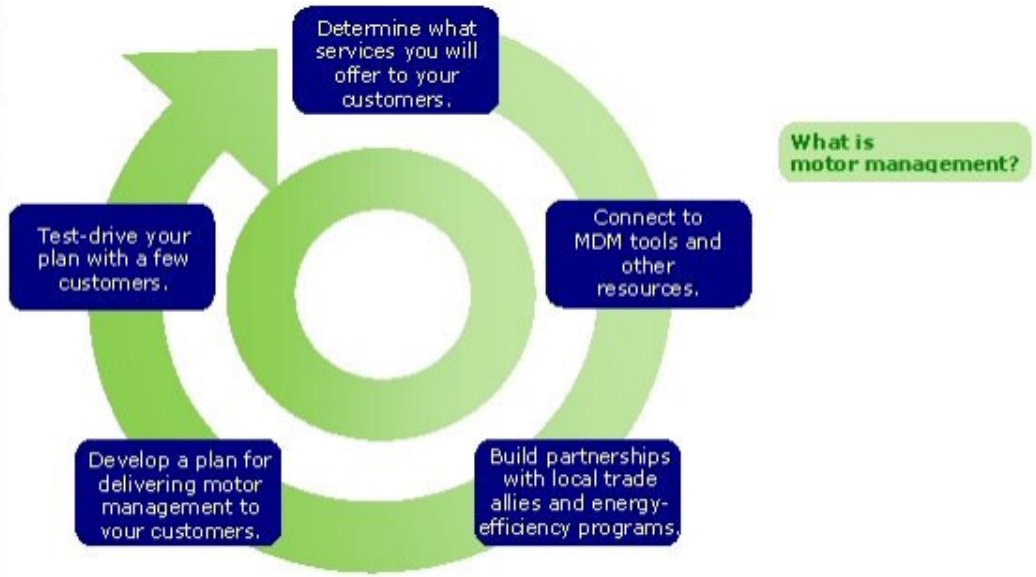 Determine what
services you will
offer to your
customers.
What is
motor management?
Connect to
MDM tools and
other
resources.
Build partnerships
with local trade
allies and energy-
efficiency programs.
Develop a plan for
delivering motor
management to
your customers.
Test-drive your
plan with a few
customers.